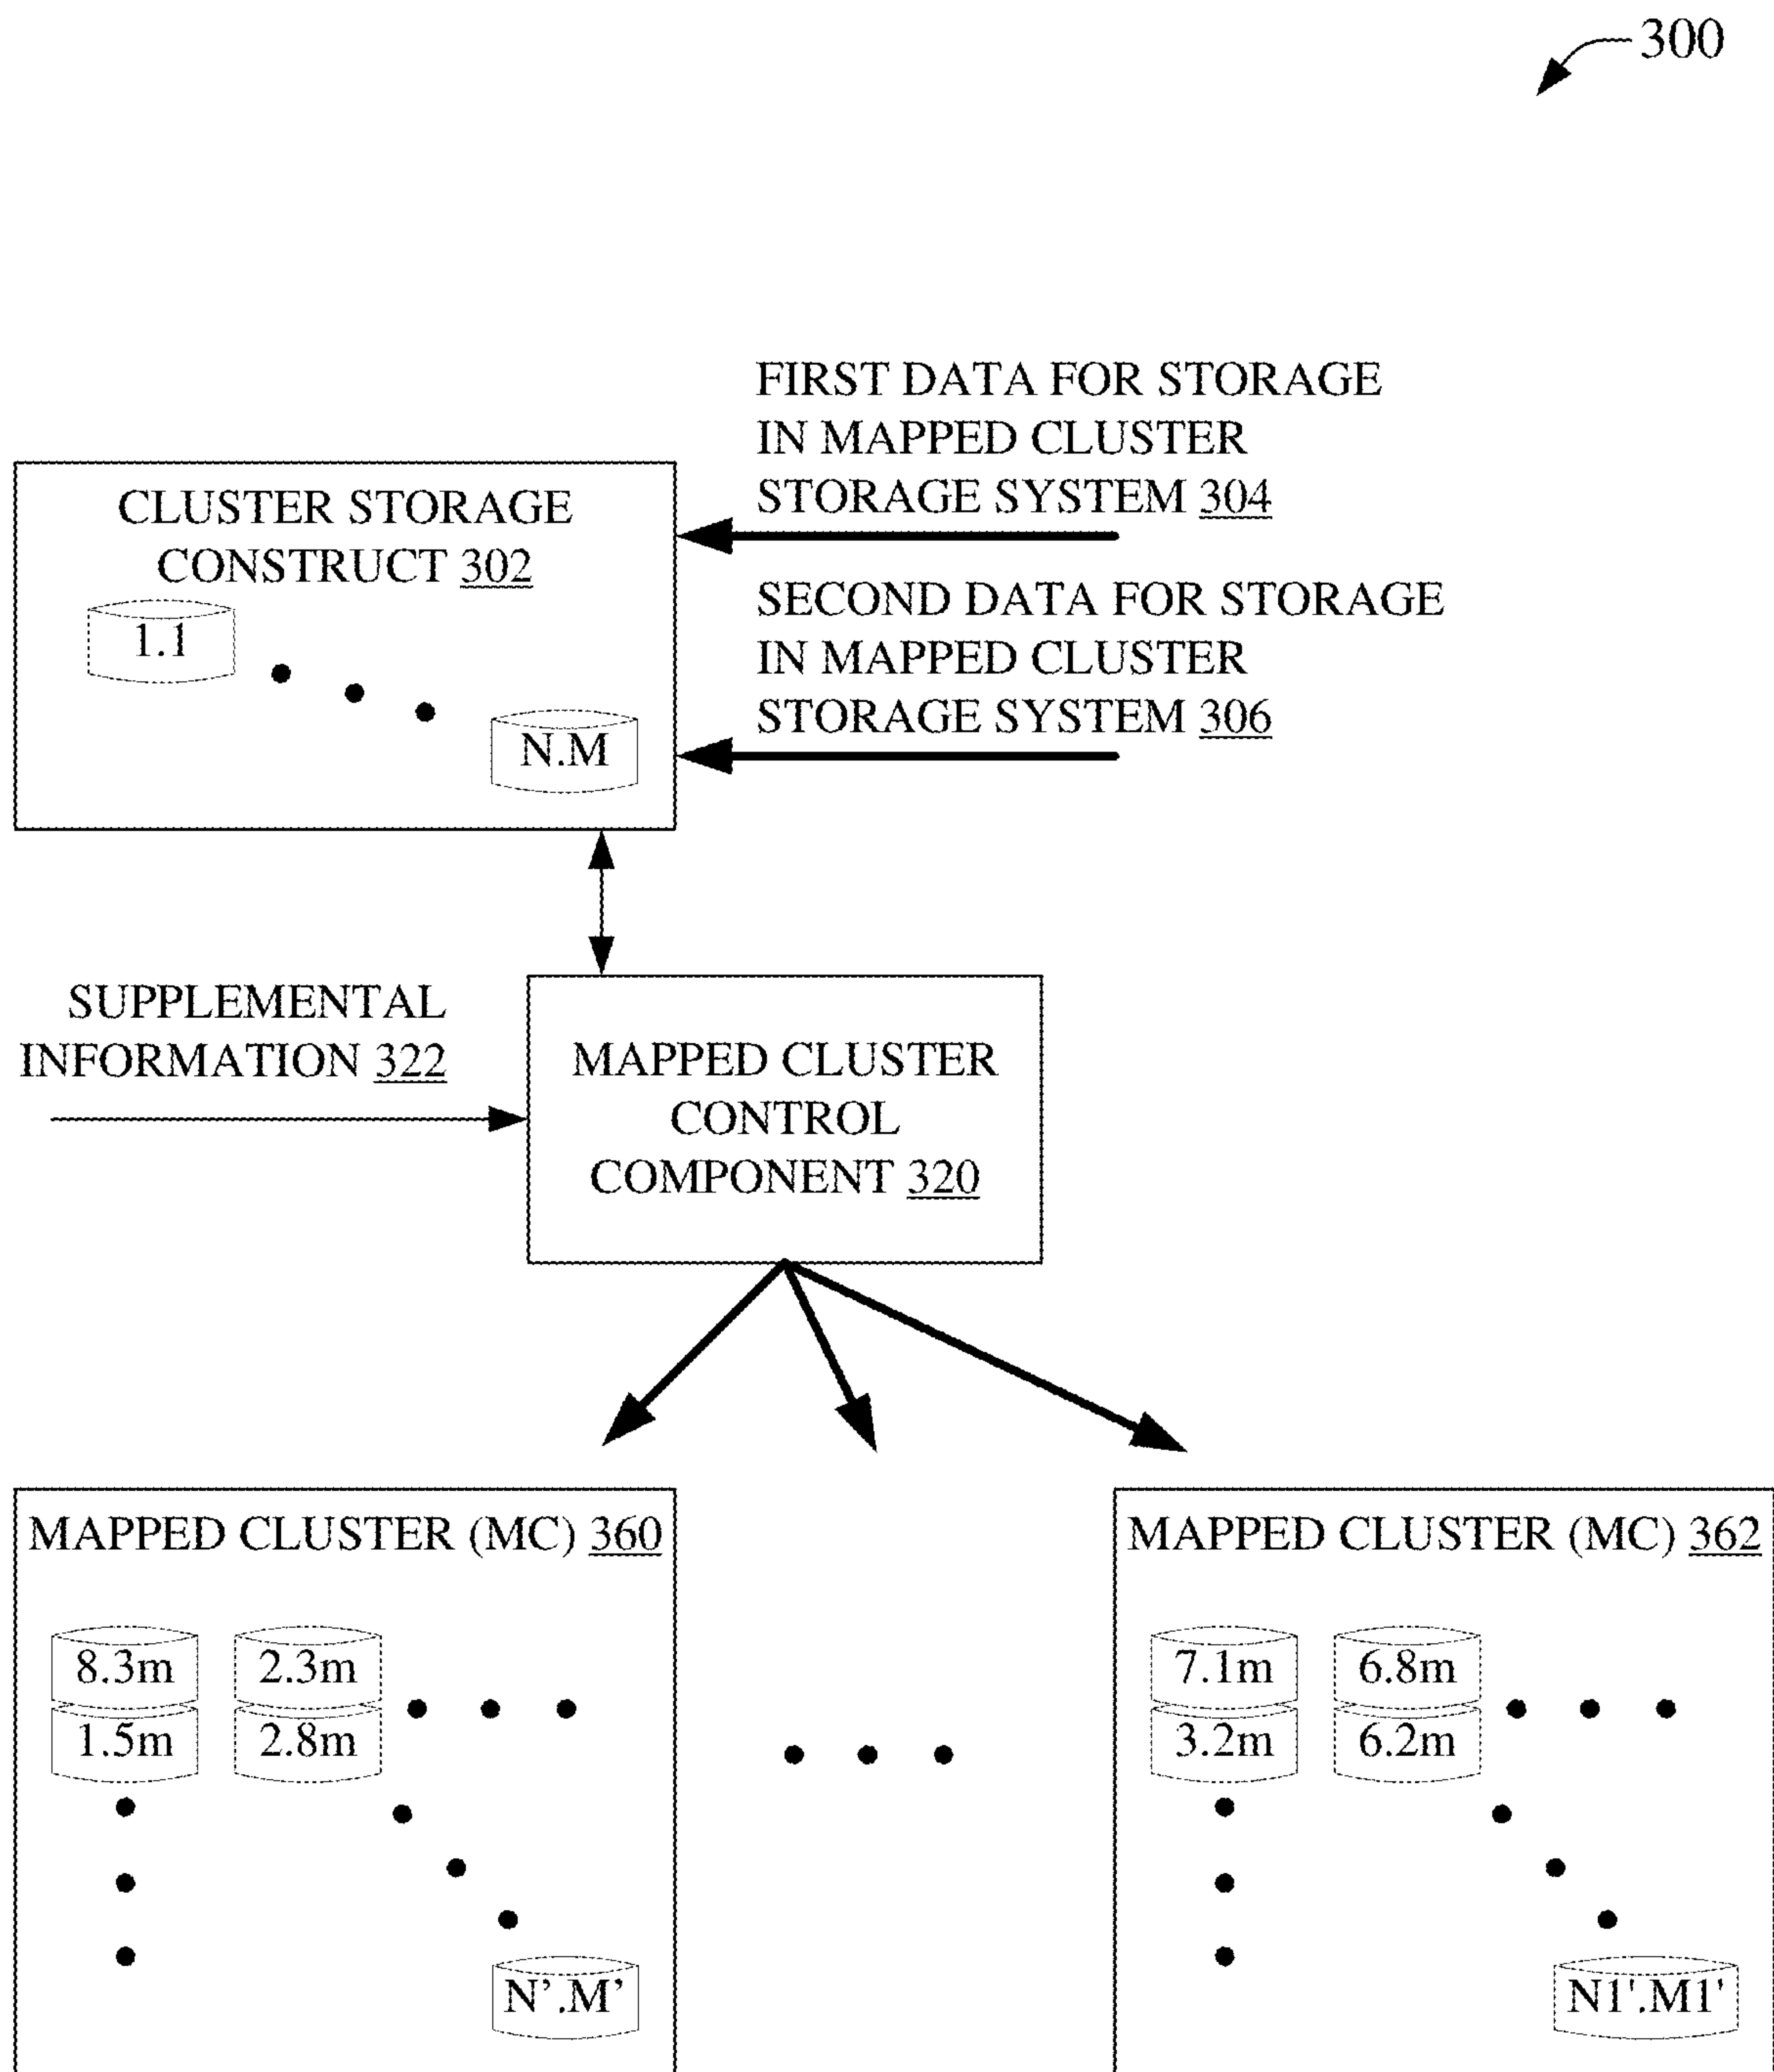 300
FIRST DATA FOR STORAGE
IN MAPPED CLUSTER
STORAGE SYSTEM 304
CLUSTER STORAGE
CONSTRUCT 302
1.1
N.M
SECOND DATA FOR STORAGE
IN MAPPED CLUSTER
STORAGE SYSTEM 306
SUPPLEMENTAL
INFORMATION 322
MAPPED CLUSTER
CONTROL
COMPONENT 320
MAPPED CLUSTER (MC) 360
8.3m 2.3m
1.5m 2.8m
N’.M'
MAPPED CLUSTER (MC) 362
7.1m 6.8m
3.2m 6.2m
N1'.M1'